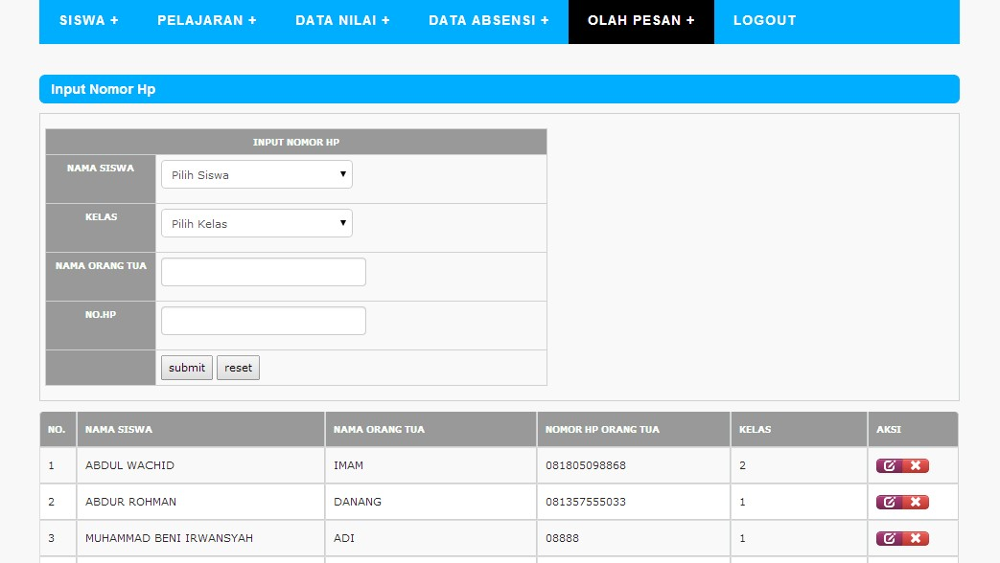 SISWA + PELAJARAN + DATA NILAI + DATA ABSENSI + OLAH PESAN + LOGOUT
Input Nomor Hp
INPUT NOMOR HP
NAMA SISWA Pilih Siswa
KELAS Pilih Kelas
NAMA ORANG TUA
NO.HP
submit reset
NO. NAMA SISWA NAMA ORANG TUA NOMOR HP ORANG TUA KELAS AKSI
1 ABDUL WACHID IMAM 081805098868 2
2 ABDUR ROHMAN DANANG 081357555033 1
3 MUHAMMAD BENI IRWANSYAH ADI 08888 1